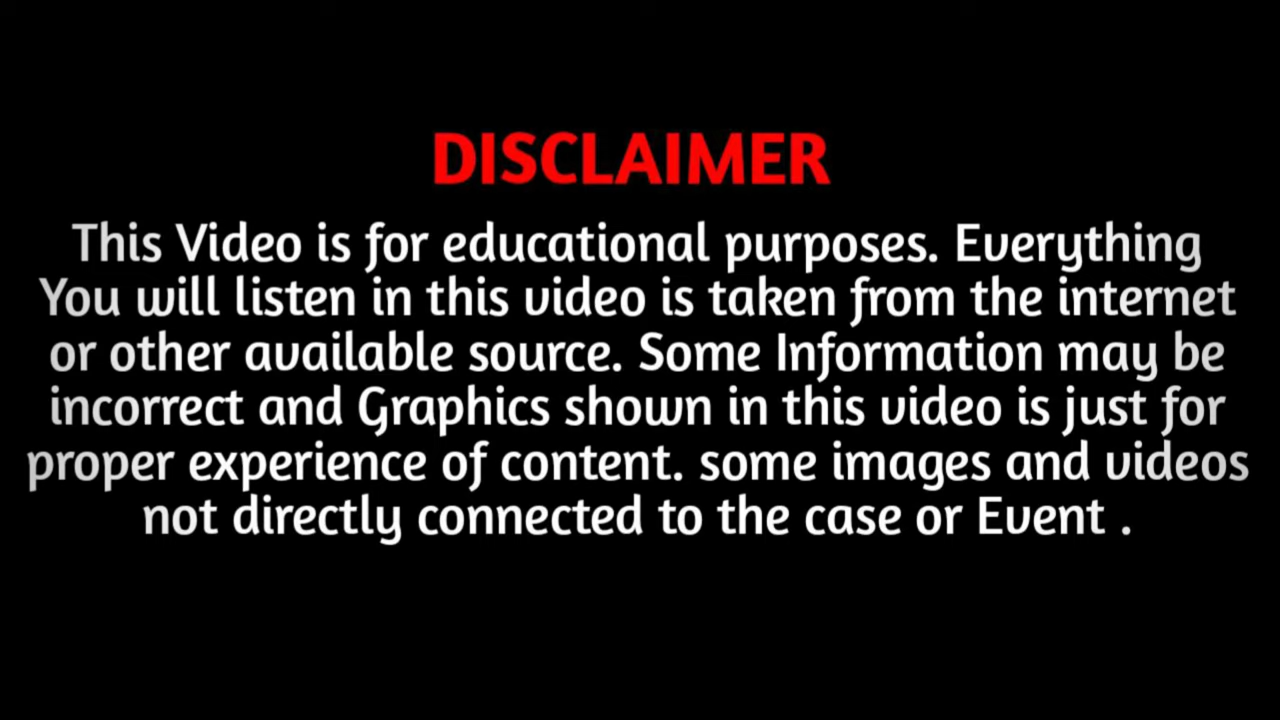 DISCLAIMER
This Video is for educational purposes. Everything
You will listen in this video is taken from the internet
or other available source. Some Information may be
incorrect and Graphics shown in this video is just for
proper experience of content. some images and videos
not directly connected to the case or Event .